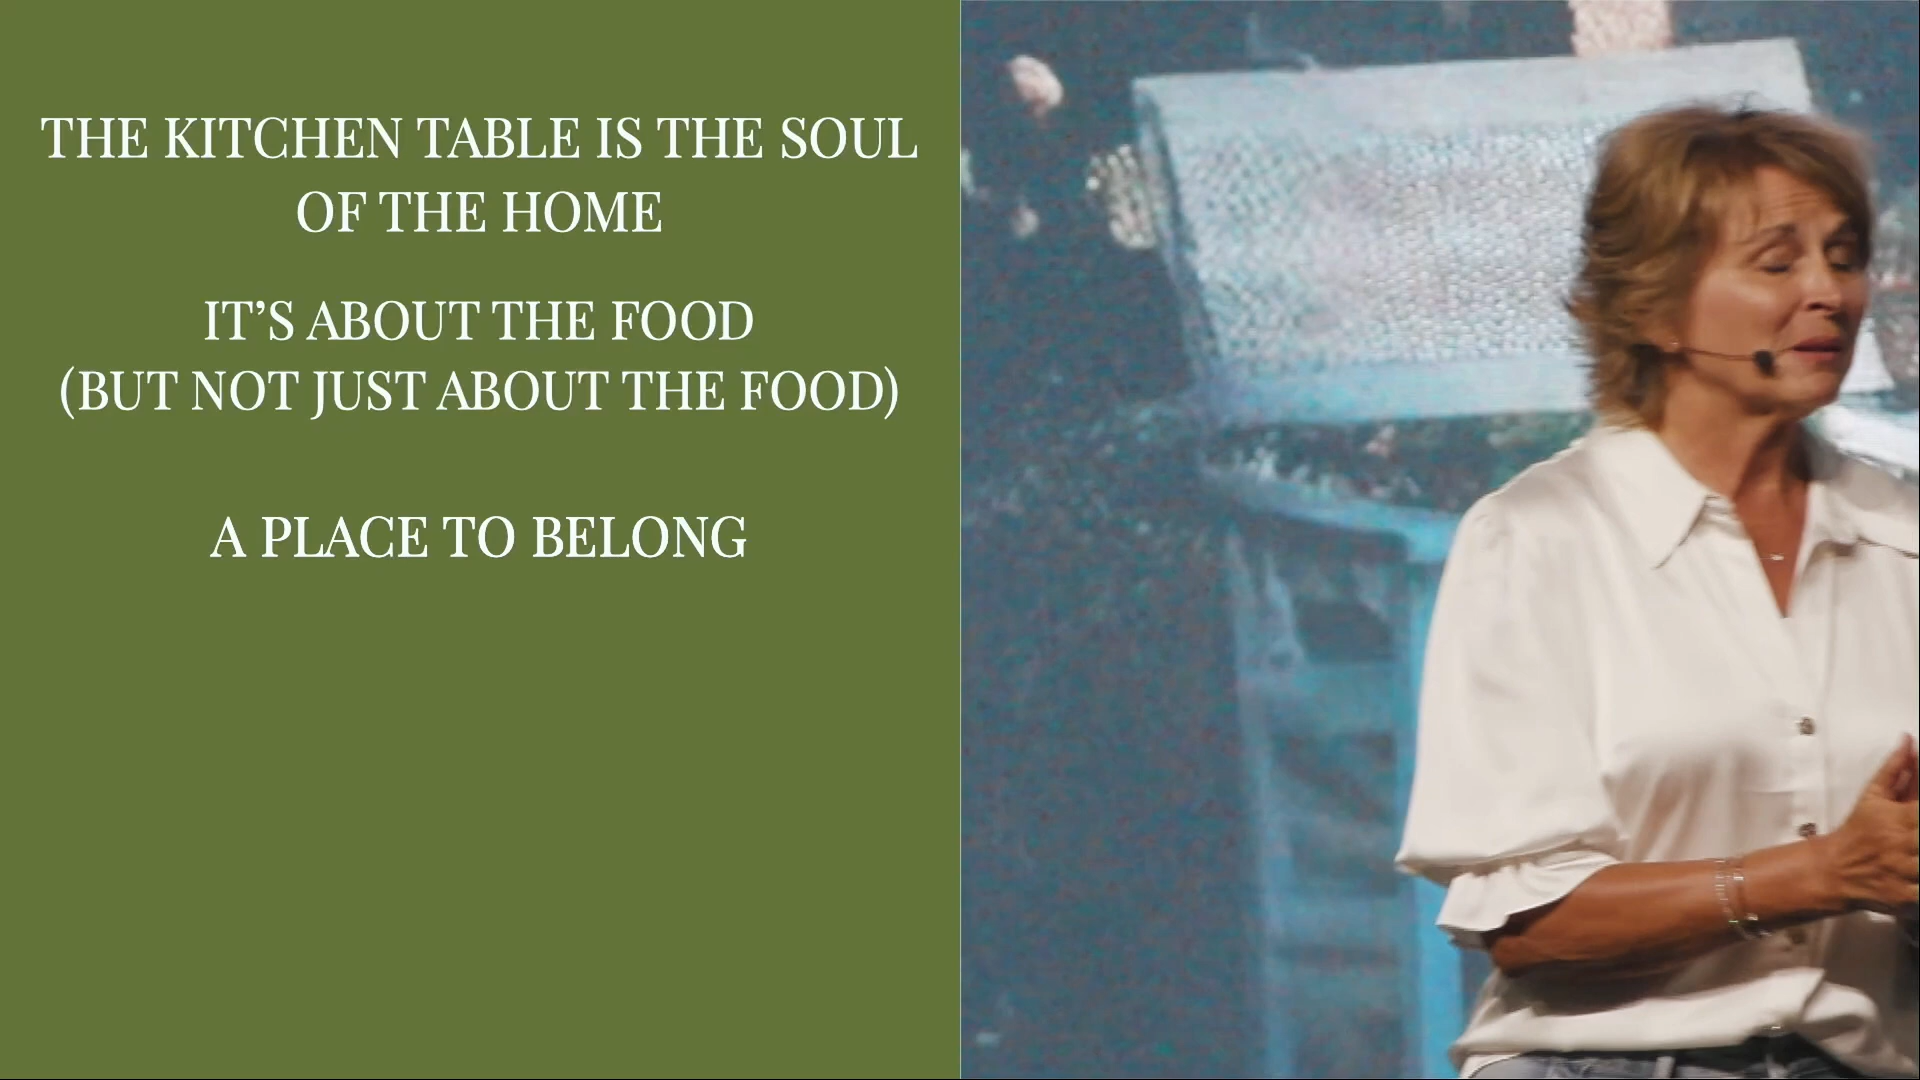 THE KITCHEN TABLE IS THE SOUL
OF THE HOME
IT’S ABOUT THE FOOD
(BUT NOT JUST ABOUT THE FOOD)
A PLACE TO BELONG